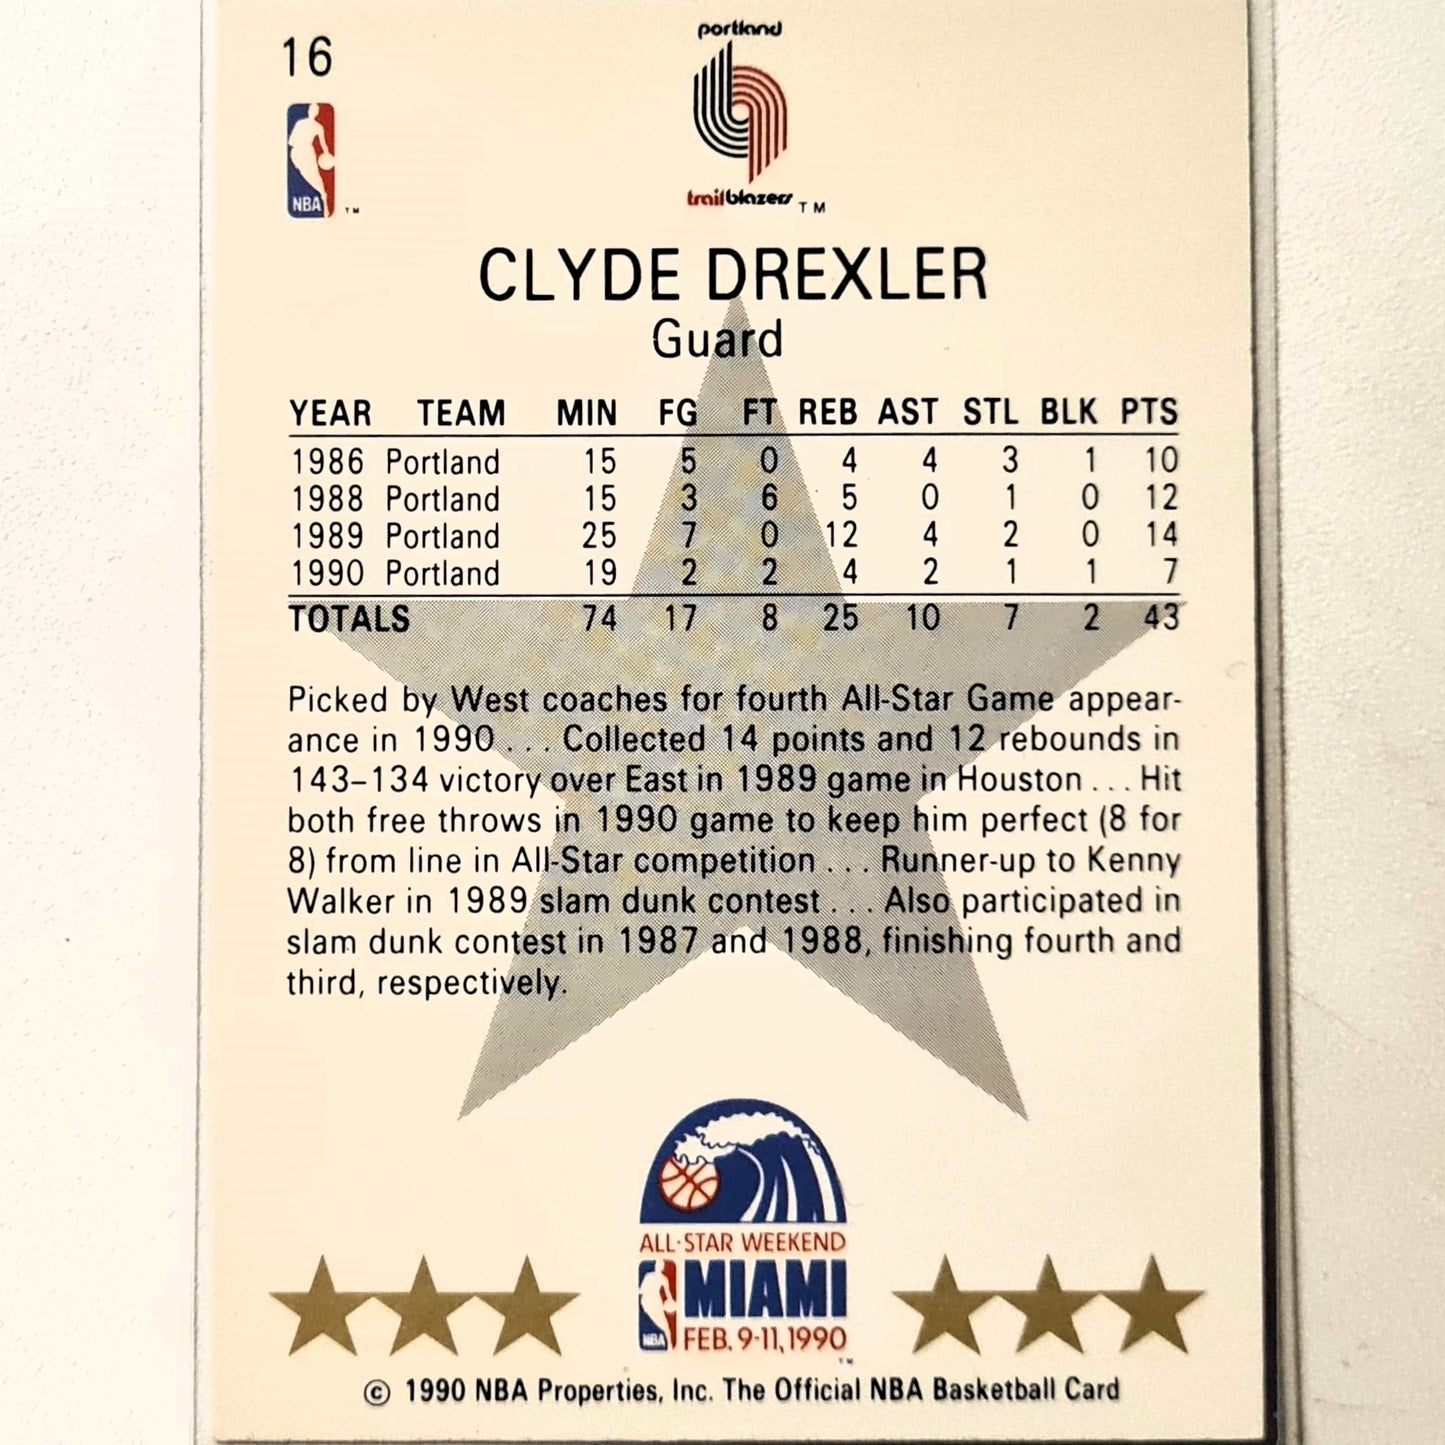 16
portland
NBA
TM
trailblazers TM
CLYDE DREXLER
Guard
YEAR TEAM MIN FG FT REB AST STL BLK PTS
1986 Portland 15 5 0 4 4 3 1 10
1988 Portland 15 3 6 5 0 1 0 12
1989 Portland 25 7 0 12 4 2 0 14
1990 Portland 19 2 2 4 2 1 1 7
TOTALS 74 17 8 25 10 7 2 43
Picked by West coaches for fourth All-Star Game appear-
ance in 1990 . . . Collected 14 points and 12 rebounds in
143–134 victory over East in 1989 game in Houston . . . Hit
both free throws in 1990 game to keep him perfect (8 for
8) from line in All-Star competition . . . Runner-up to Kenny
Walker in 1989 slam dunk contest . . . Also participated in
slam dunk contest in 1987 and 1988, finishing fourth and
third, respectively.
ALL·STAR WEEKEND
MIAMI
NBA FEB. 9-11, 1990
TM
© 1990 NBA Properties, Inc. The Official NBA Basketball Card